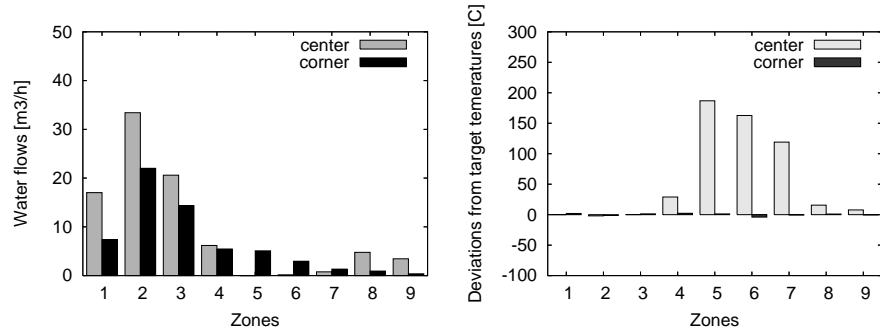 50
40
30
20
10
0
Water flows [m3/h]
center
corner
1 2 3 4 5 6 7 8 9
Zones
300
250
200
150
100
50
0
-50
-100
Deviations from target temeratures [C]
center
corner
1 2 3 4 5 6 7 8 9
Zones